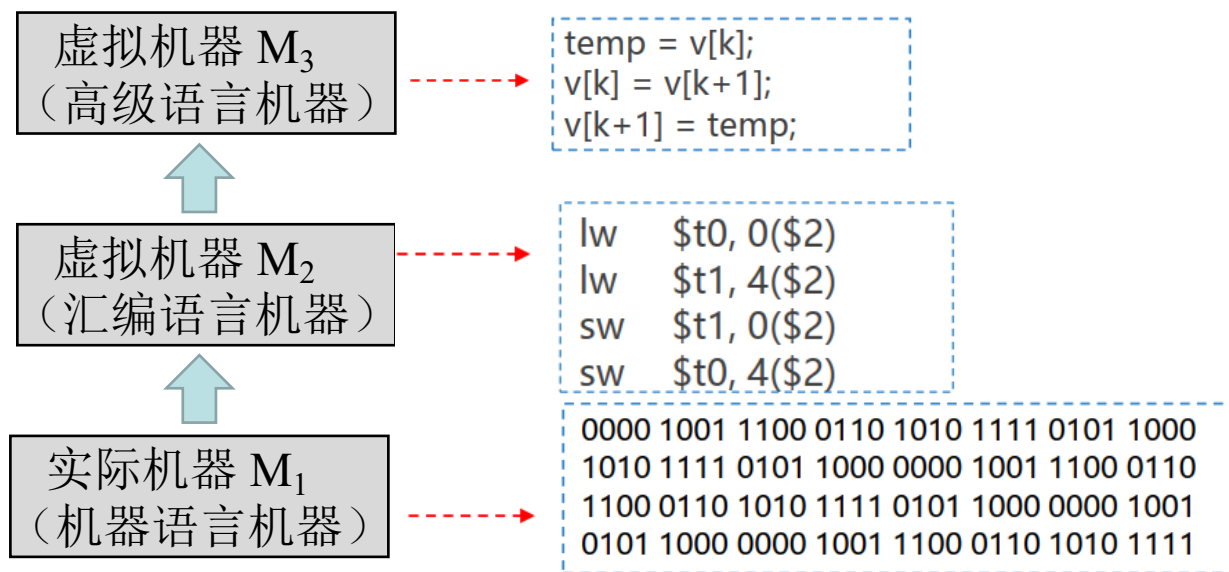 虚拟机器 M₃
（高级语言机器）
temp = v[k];
v[k] = v[k+1];
v[k+1] = temp;
虚拟机器 M₂
（汇编语言机器）
lw $t0, 0($2)
lw $t1, 4($2)
sw $t1, 0($2)
sw $t0, 4($2)
实际机器 M₁
（机器语言机器）
0000 1001 1100 0110 1010 1111 0101 1000
1010 1111 0101 1000 0000 1001 1100 0110
1100 0110 1010 1111 0101 1000 0000 1001
0101 1000 0000 1001 1100 0110 1010 1111